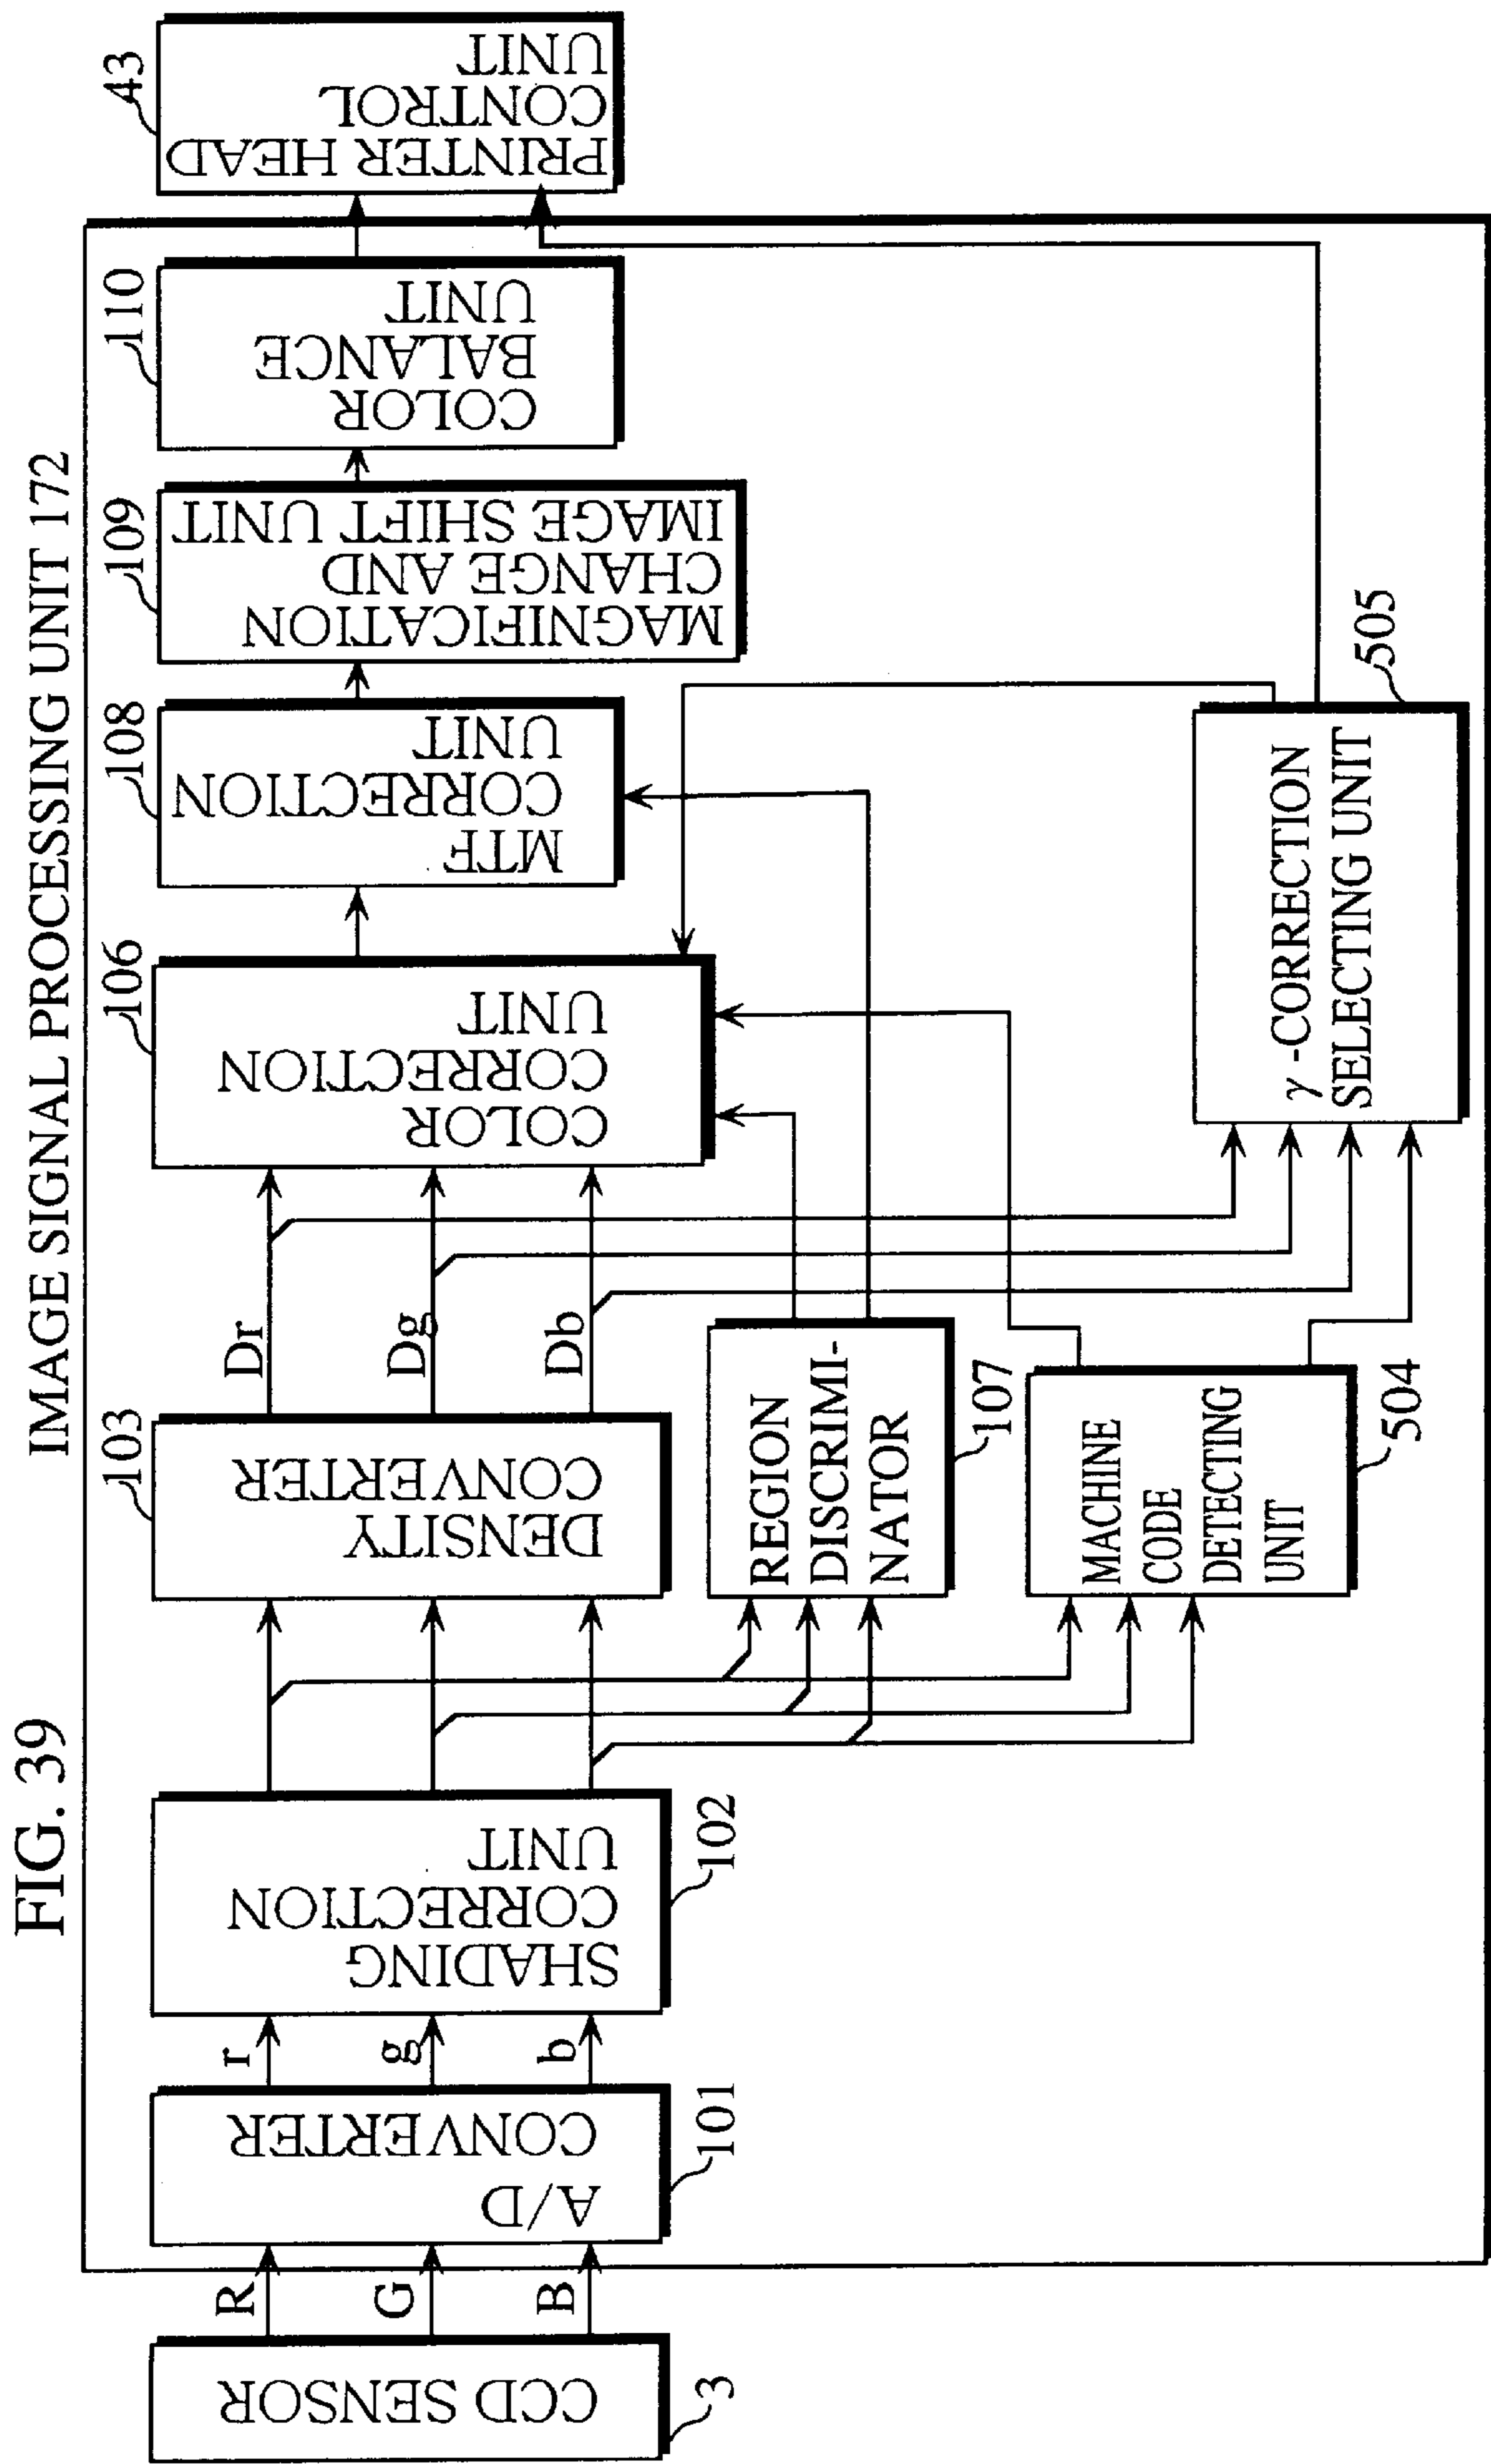 FIG. 39
IMAGE SIGNAL PROCESSING UNIT 172
CCD SENSOR
3
R
G
B
A/D
CONVERTER
101
r
g
b
SHADING
CORRECTION
UNIT
102
DENSITY
CONVERTER
103
Dr
Dg
Db
REGION
DISCRIMI-
NATOR
107
MACHINE
CODE
DETECTING
UNIT
504
COLOR
CORRECTION
UNIT
106
γ -CORRECTION
SELECTING UNIT
505
MTF
CORRECTION
UNIT
108
MAGNIFICATION
CHANGE AND
IMAGE SHIFT UNIT
109
COLOR
BALANCE
UNIT
110
PRINTER HEAD
CONTROL
UNIT
43